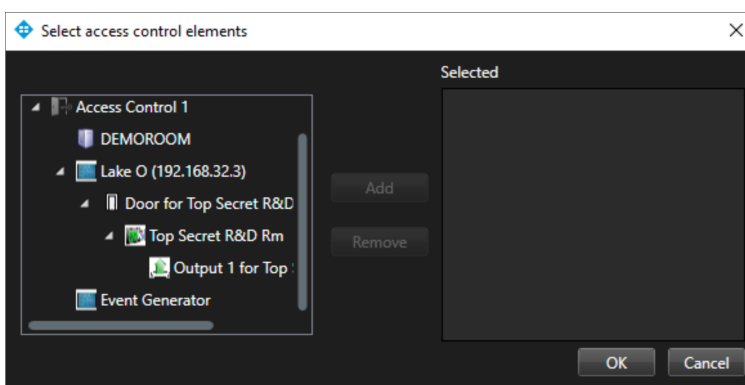 Select access control elements
Selected
Access Control 1
DEMOROOM
Lake O (192.168.32.3)
Door for Top Secret R&D
Top Secret R&D Rm
Output 1 for Top
Event Generator
Add
Remove
OK
Cancel